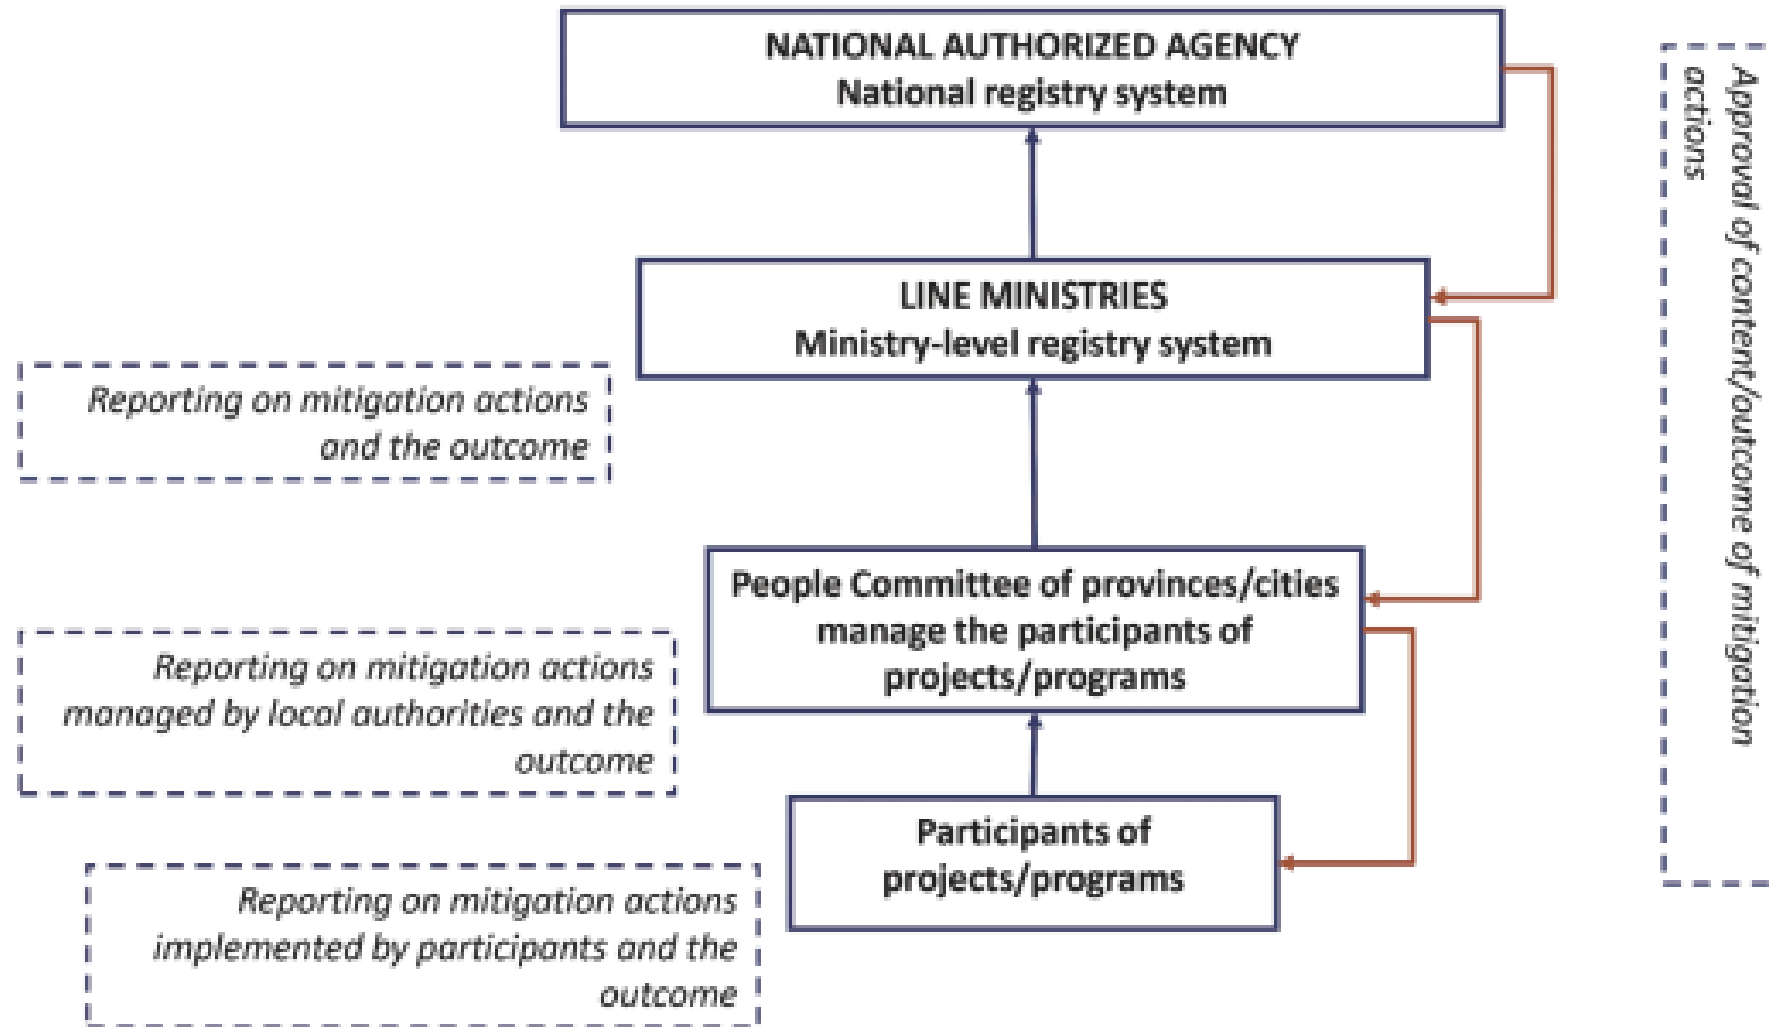 NATIONAL AUTHORIZED AGENCY
National registry system
LINE MINISTRIES
Ministry-level registry system
Reporting on mitigation actions
and the outcome
People Committee of provinces/cities
manage the participants of
projects/programs
Reporting on mitigation actions
managed by local authorities and the
outcome
Participants of
projects/programs
Reporting on mitigation actions
implemented by participants and the
outcome
Approval of content/outcome of mitigation
actions